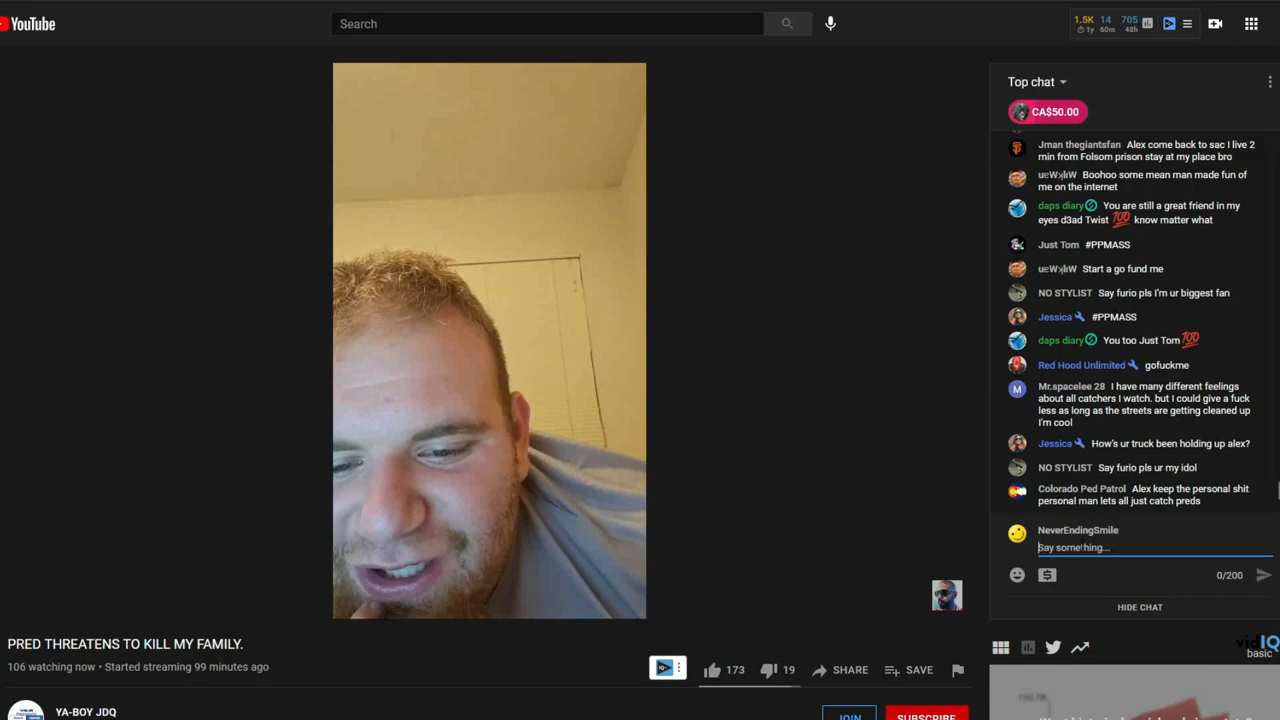 YouTube
Search
1.5K 14 705
1y 60m 48h
Top chat
CA$50.00
Jman thegiantsfan Alex come back to sac I live 2
min from Folsom prison stay at my place bro
Boohoo some mean man made fun of
me on the internet
daps diary You are still a great friend in my
eyes d3ad Twist 💯 know matter what
Just Tom #PPMASS
Start a go fund me
NO STYLIST Say furio pls I'm ur biggest fan
Jessica #PPMASS
daps diary You too Just Tom 💯
Red Hood Unlimited gofuckme
M Mr.spacelee 28 I have many different feelings
about all catchers I watch. but I could give a fuck
less as long as the streets are getting cleaned up
I'm cool
Jessica How's ur truck been holding up alex?
NO STYLIST Say furio pls ur my idol
Colorado Ped Patrol Alex keep the personal shit
personal man lets all just catch preds
NeverEndingSmile
Say something...
0/200
HIDE CHAT
PRED THREATENS TO KILL MY FAMILY.
106 watching now • Started streaming 99 minutes ago
173 19 SHARE SAVE
vidIQ
basic
YA-BOY JDQ
JOIN SUBSCRIBE